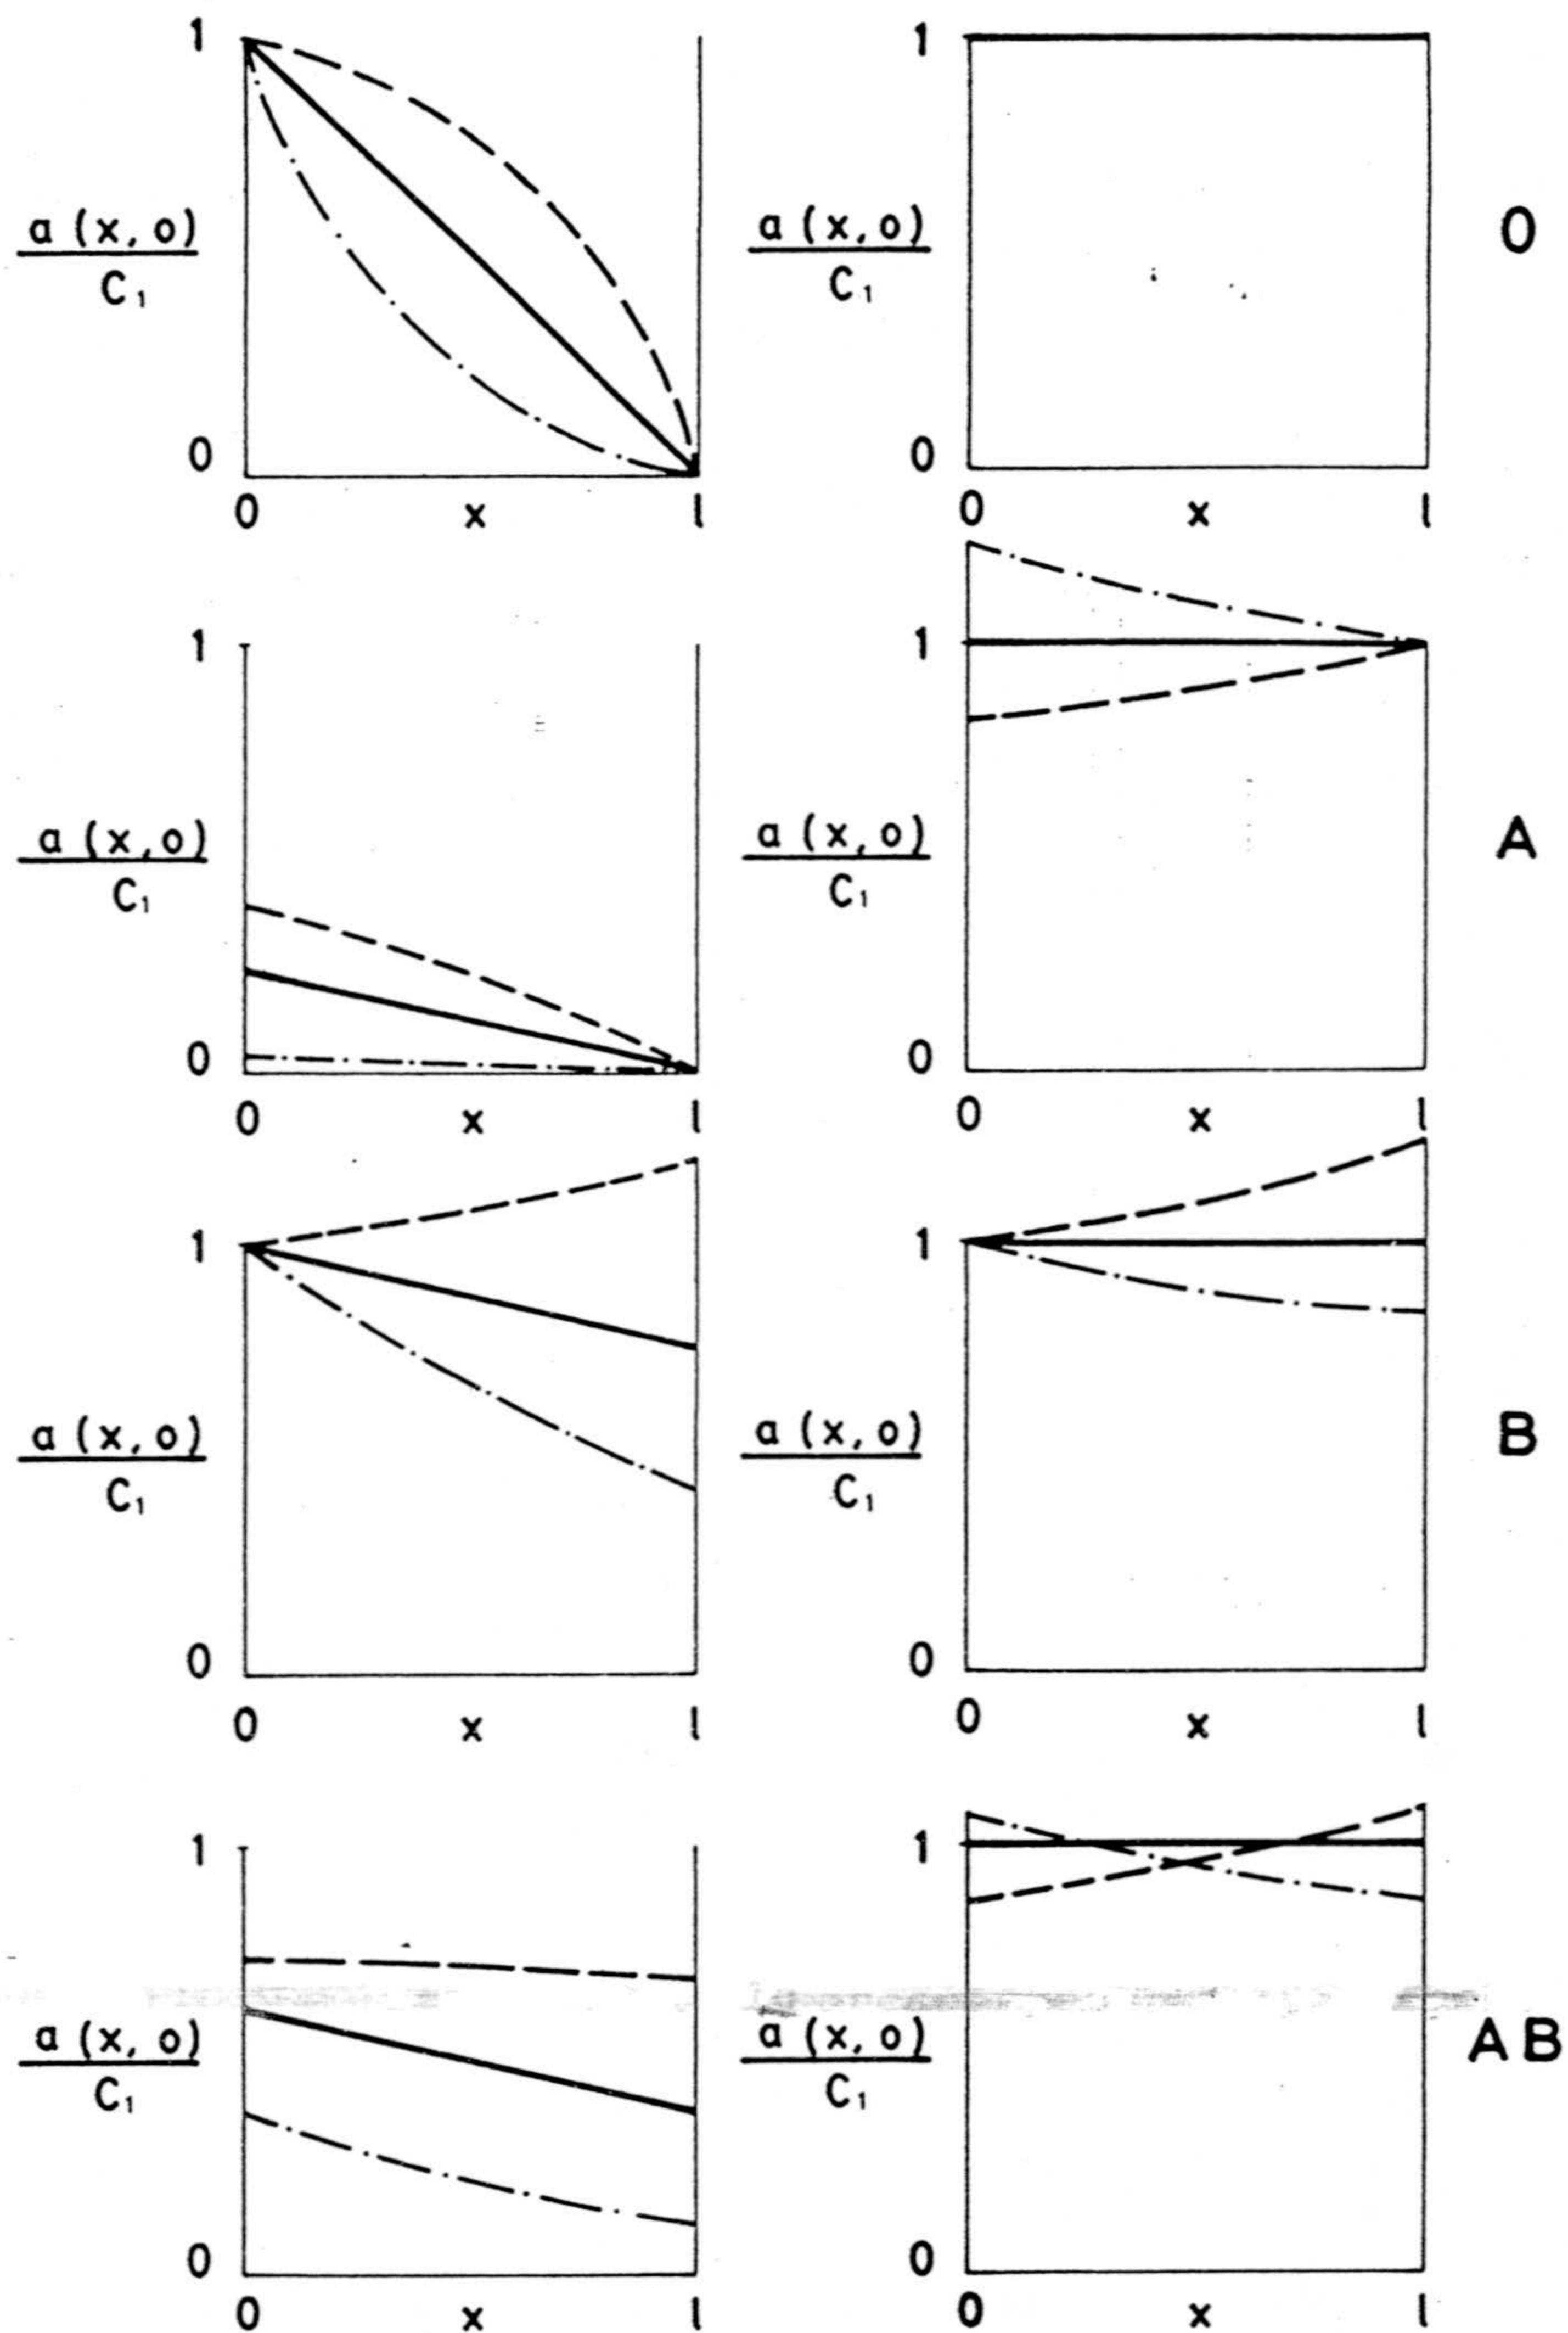 1 1
a (x, o) a (x, o) O
C₁ C₁
0 0
0 x l 0 x l
1 1
a (x, o) a (x, o) A
C₁ C₁
0 0
0 x l 0 x l
1 1
a (x, o) a (x, o) B
C₁ C₁
0 0
0 x l 0 x l
1 1
a (x, o) a (x, o) AB
C₁ C₁
0 0
0 x l 0 x l